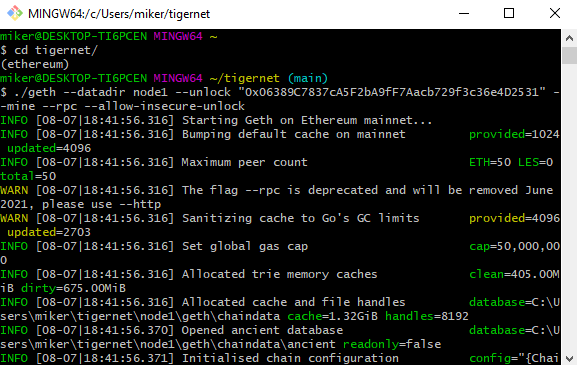 MINGW64:/c/Users/miker/tigernet
miker@DESKTOP-TI6PCEN MINGW64 ~
$ cd tigernet/
(ethereum)
miker@DESKTOP-TI6PCEN MINGW64 ~/tigernet (main)
$ ./geth --datadir node1 --unlock "0x06389C7837cA5F2bA9fF7Aacb729f3c36e4D2531" -
-mine --rpc --allow-insecure-unlock
INFO [08-07|18:41:56.316] Starting Geth on Ethereum mainnet...
INFO [08-07|18:41:56.316] Bumping default cache on mainnet provided=1024
updated=4096
INFO [08-07|18:41:56.316] Maximum peer count ETH=50 LES=0
total=50
WARN [08-07|18:41:56.316] The flag --rpc is deprecated and will be removed June
2021, please use --http
WARN [08-07|18:41:56.316] Sanitizing cache to Go's GC limits provided=4096
updated=2703
INFO [08-07|18:41:56.316] Set global gas cap cap=50,000,00
0
INFO [08-07|18:41:56.316] Allocated trie memory caches clean=405.00M
iB dirty=675.00MiB
INFO [08-07|18:41:56.316] Allocated cache and file handles database=C:\U
sers\miker\tigernet\node1\geth\chaindata cache=1.32GiB handles=8192
INFO [08-07|18:41:56.370] Opened ancient database database=C:\U
sers\miker\tigernet\node1\geth\chaindata\ancient readonly=false
INFO [08-07|18:41:56.371] Initialised chain configuration config="{Chai